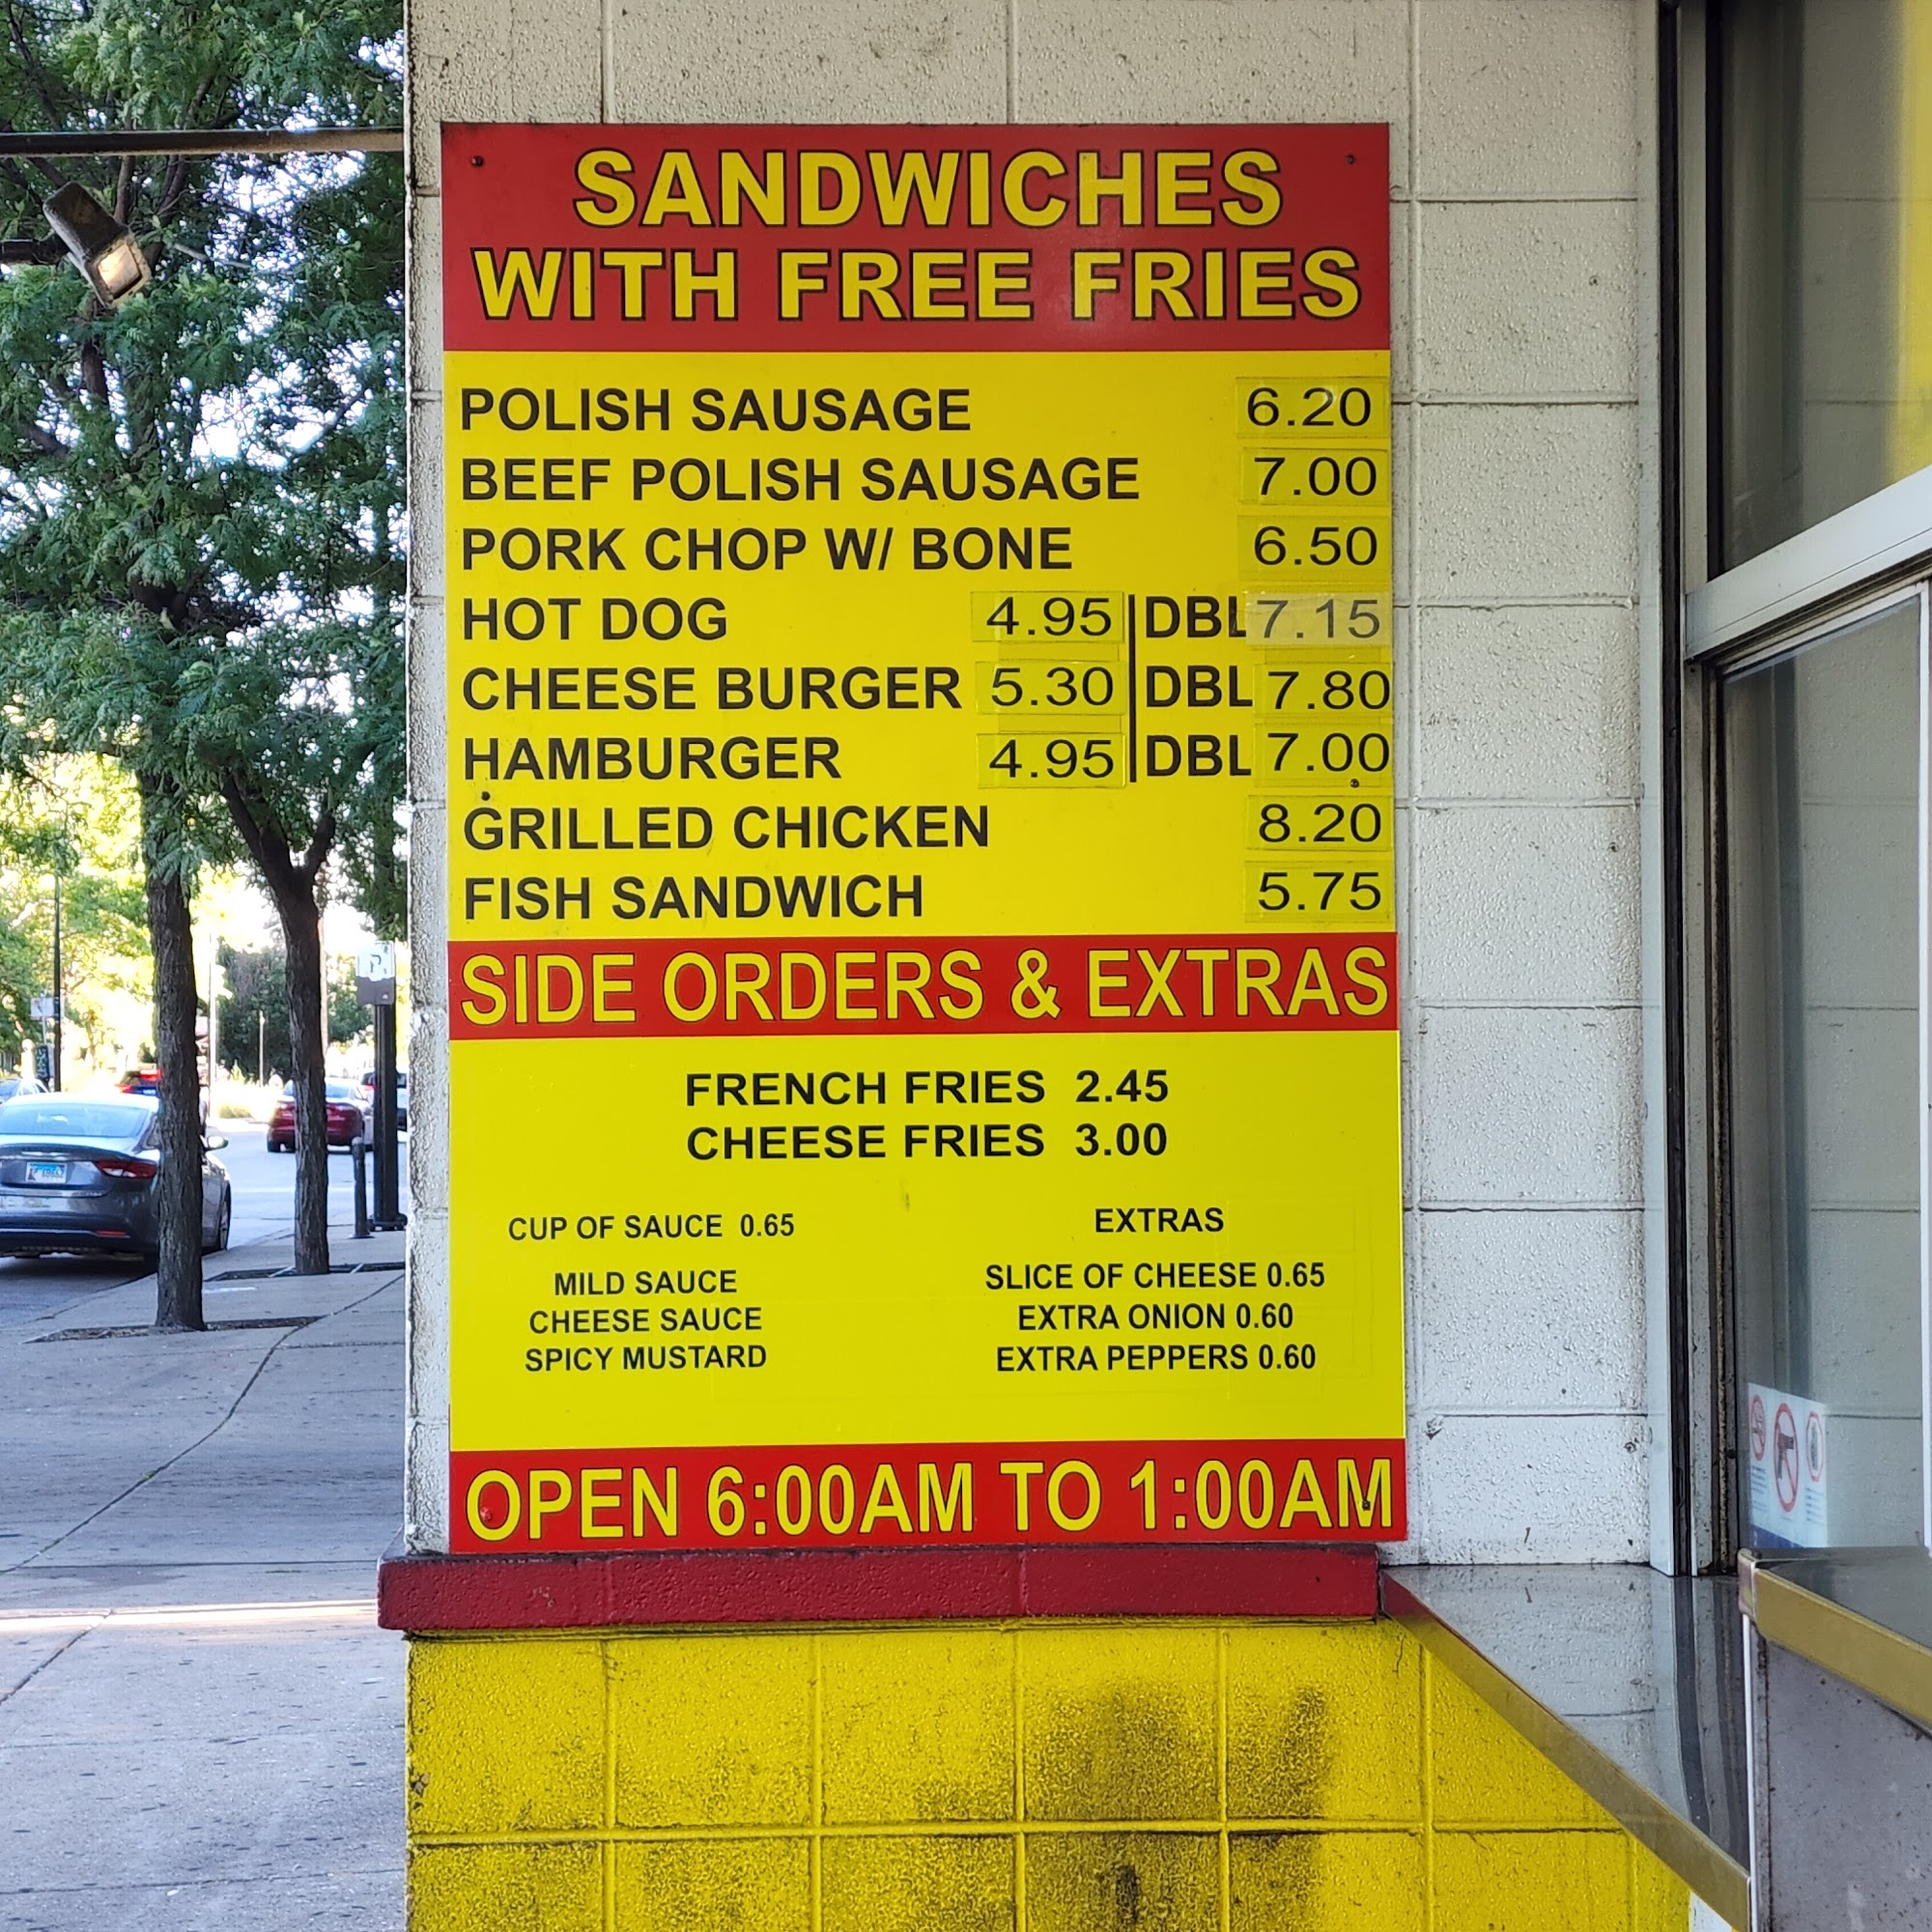 SANDWICHES
WITH FREE FRIES
POLISH SAUSAGE 6.20
BEEF POLISH SAUSAGE 7.00
PORK CHOP W/ BONE 6.50
HOT DOG 4.95 DBL 7.15
CHEESE BURGER 5.30 DBL 7.80
HAMBURGER 4.95 DBL 7.00
GRILLED CHICKEN 8.20
FISH SANDWICH 5.75
SIDE ORDERS & EXTRAS
FRENCH FRIES 2.45
CHEESE FRIES 3.00
CUP OF SAUCE 0.65
MILD SAUCE
CHEESE SAUCE
SPICY MUSTARD
EXTRAS
SLICE OF CHEESE 0.65
EXTRA ONION 0.60
EXTRA PEPPERS 0.60
OPEN 6:00AM TO 1:00AM